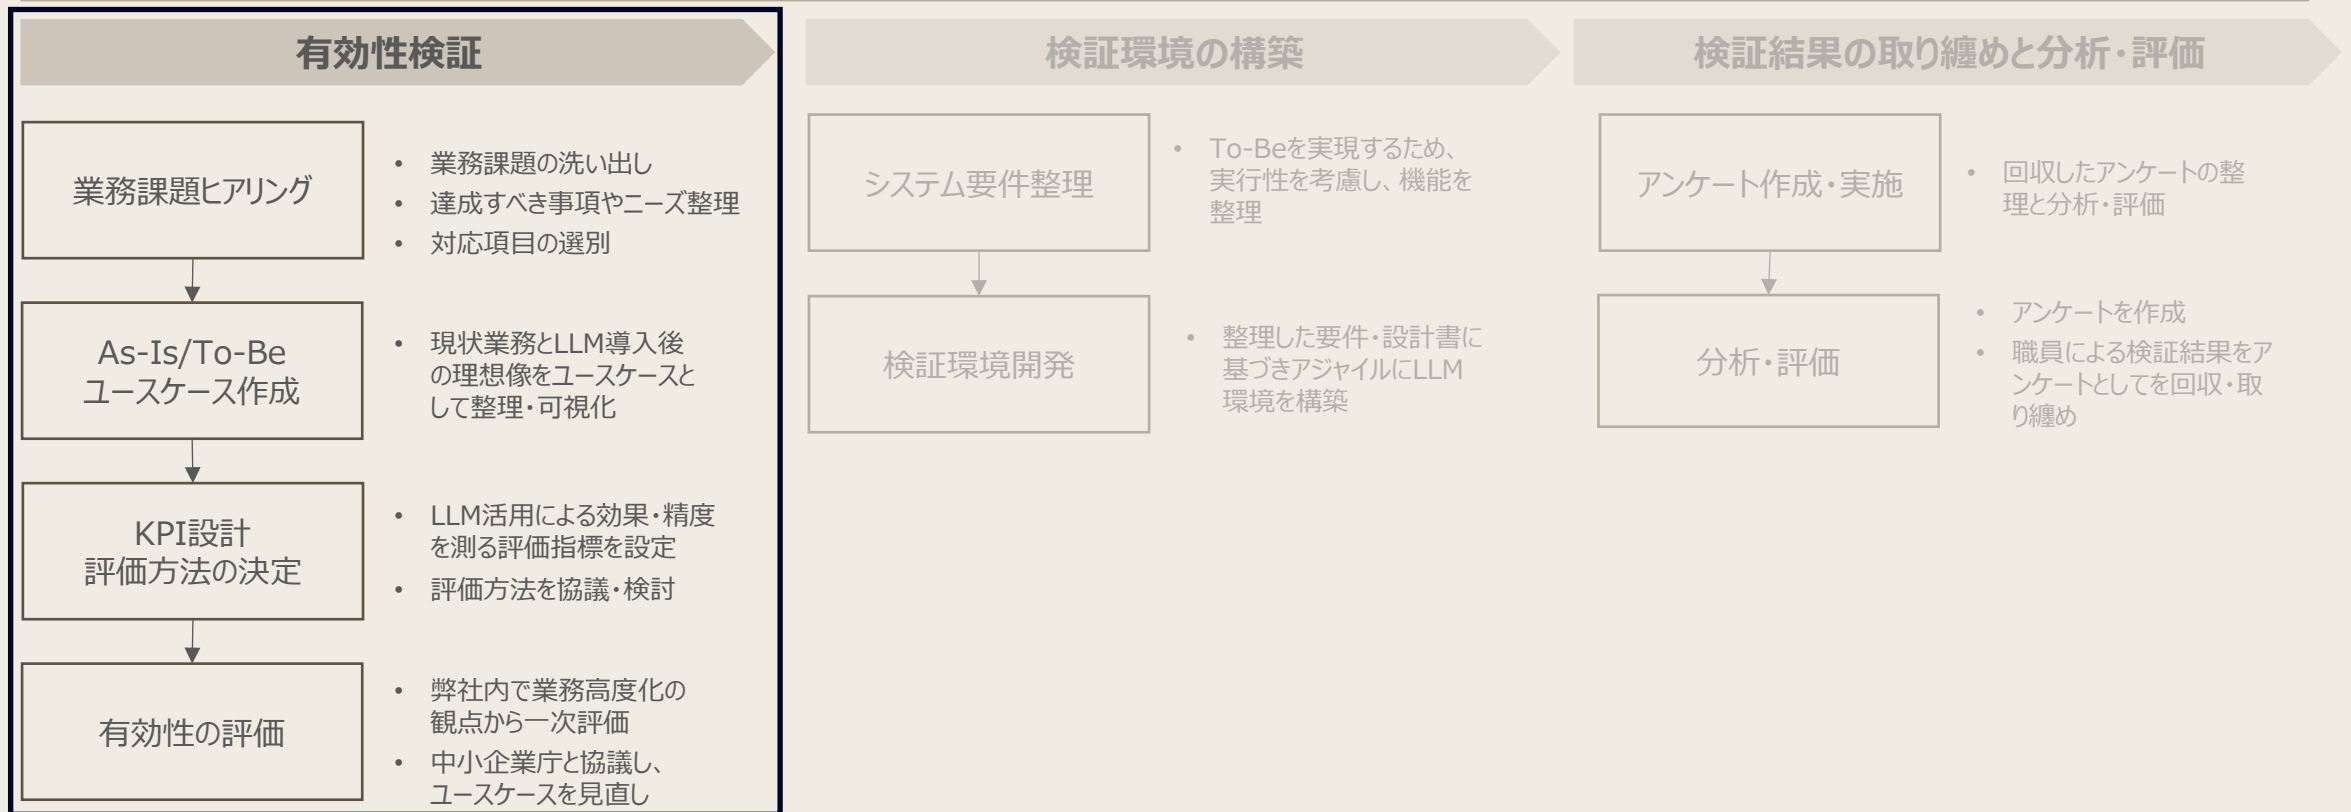 有効性検証
業務課題ヒアリング
• 業務課題の洗い出し
• 達成すべき事項やニーズ整理
• 対応項目の選別
As-Is/To-Be
ユースケース作成
• 現状業務とLLM導入後
の理想像をユースケースと
して整理・可視化
KPI設計
評価方法の決定
• LLM活用による効果・精度
を測る評価指標を設定
• 評価方法を協議・検討
有効性の評価
• 弊社内で業務高度化の
観点から一次評価
• 中小企業庁と協議し、
ユースケースを見直し
検証環境の構築
システム要件整理
• To-Beを実現するため、
実行性を考慮し、機能を
整理
検証環境開発
• 整理した要件・設計書に
基づきアジャイルにLLM
環境を構築
検証結果の取り纏めと分析・評価
アンケート作成・実施
• 回収したアンケートの整
理と分析・評価
分析・評価
• アンケートを作成
• 職員による検証結果をア
ンケートとしてを回収・取
り纏め